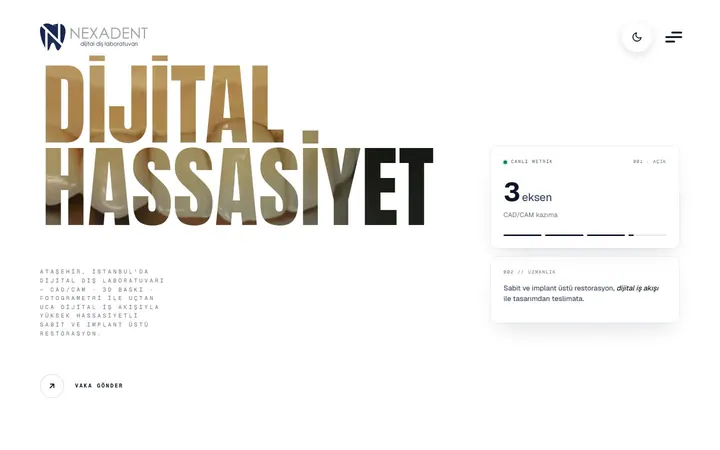 NEXADENT
dijital diş laboratuvarı
DİJİTAL
HASSASİYET
CANLI METRİK
001 · AÇIK
3 eksen
CAD/CAM kazıma
002 // UZMANLIK
Sabit ve implant üstü restorasyon, dijital iş akışı
ile tasarımdan teslimata.
ATAŞEHİR, İSTANBUL'DA
DİJİTAL DİŞ LABORATUVARI
— CAD/CAM · 3D BASKI ·
FOTOGRAMETRİ İLE UÇTAN
UCA DİJİTAL İŞ AKIŞIYLA
YÜKSEK HASSASİYETLİ
SABİT VE İMPLANT ÜSTÜ
RESTORASYON.
VAKA GÖNDER